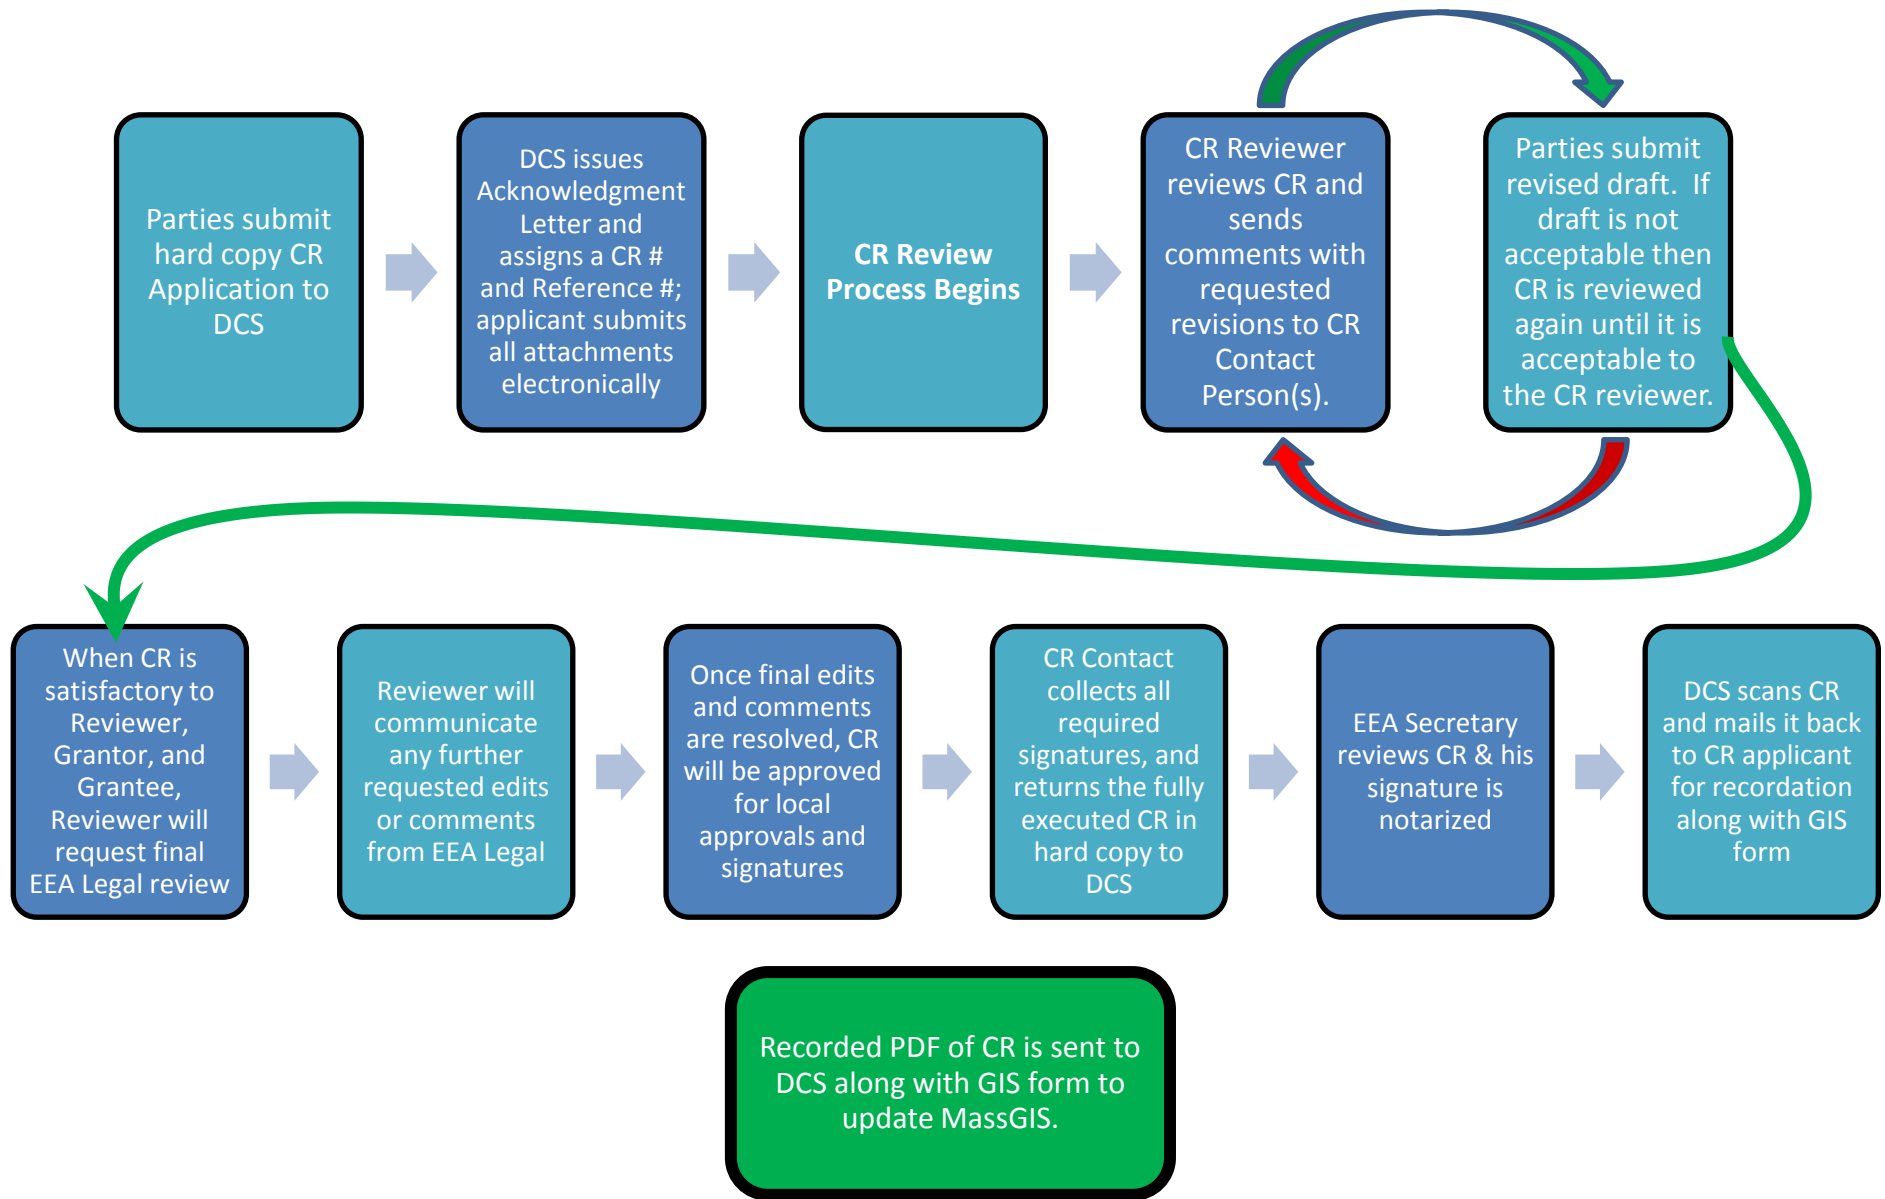 Parties submit
hard copy CR
Application to
DCS
DCS issues
Acknowledgment
Letter and
assigns a CR #
and Reference #;
applicant submits
all attachments
electronically
CR Review
Process Begins
CR Reviewer
reviews CR and
sends
comments with
requested
revisions to CR
Contact
Person(s).
Parties submit
revised draft.  If
draft is not
acceptable then
CR is reviewed
again until it is
acceptable to
the CR reviewer.
When CR is
satisfactory to
Reviewer,
Grantor, and
Grantee,
Reviewer will
request final
EEA Legal review
Reviewer will
communicate
any further
requested edits
or comments
from EEA Legal
Once final edits
and comments
are resolved, CR
will be approved
for local
approvals and
signatures
CR Contact
collects all
required
signatures, and
returns the fully
executed CR in
hard copy to
DCS
EEA Secretary
reviews CR & his
signature is
notarized
DCS scans CR
and mails it back
to CR applicant
for recordation
along with GIS
form
Recorded PDF of CR is sent to
DCS along with GIS form to
update MassGIS.